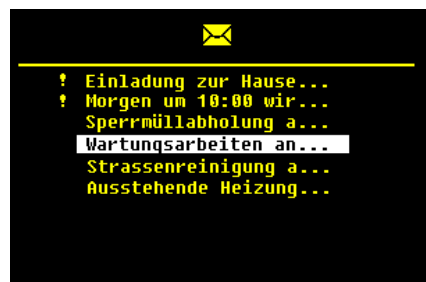 ! Einladung zur Hause...
! Morgen um 10:00 wir...
Sperrmüllabholung a...
Wartungsarbeiten an...
Strassenreinigung a...
Ausstehende Heizung...